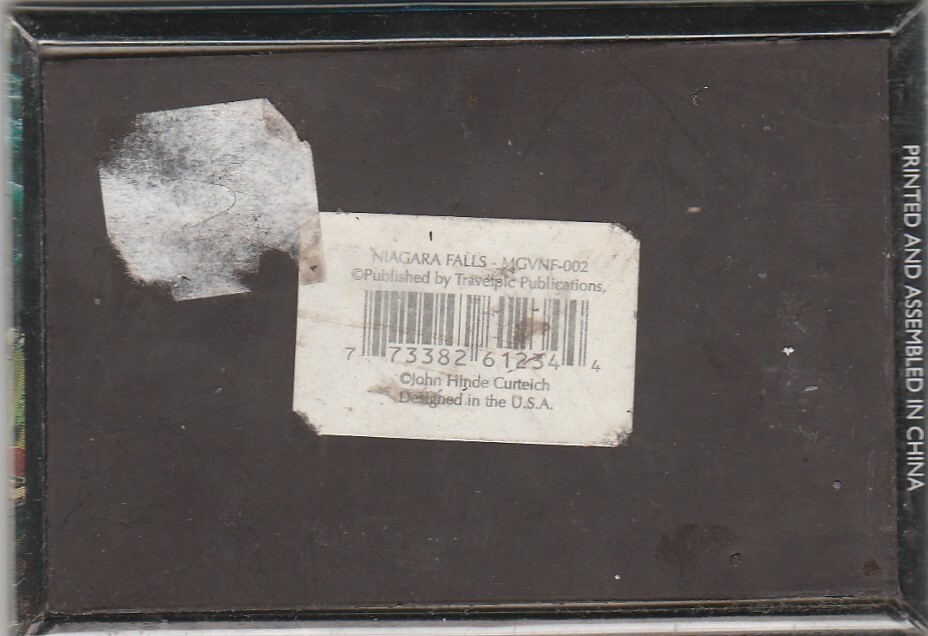 NIAGARA FALLS - MGVNF-002
©Published by Travelpic Publications,
7 73382 61234 4
©John Hinde Curteich
Designed in the U.S.A.
PRINTED AND ASSEMBLED IN CHINA